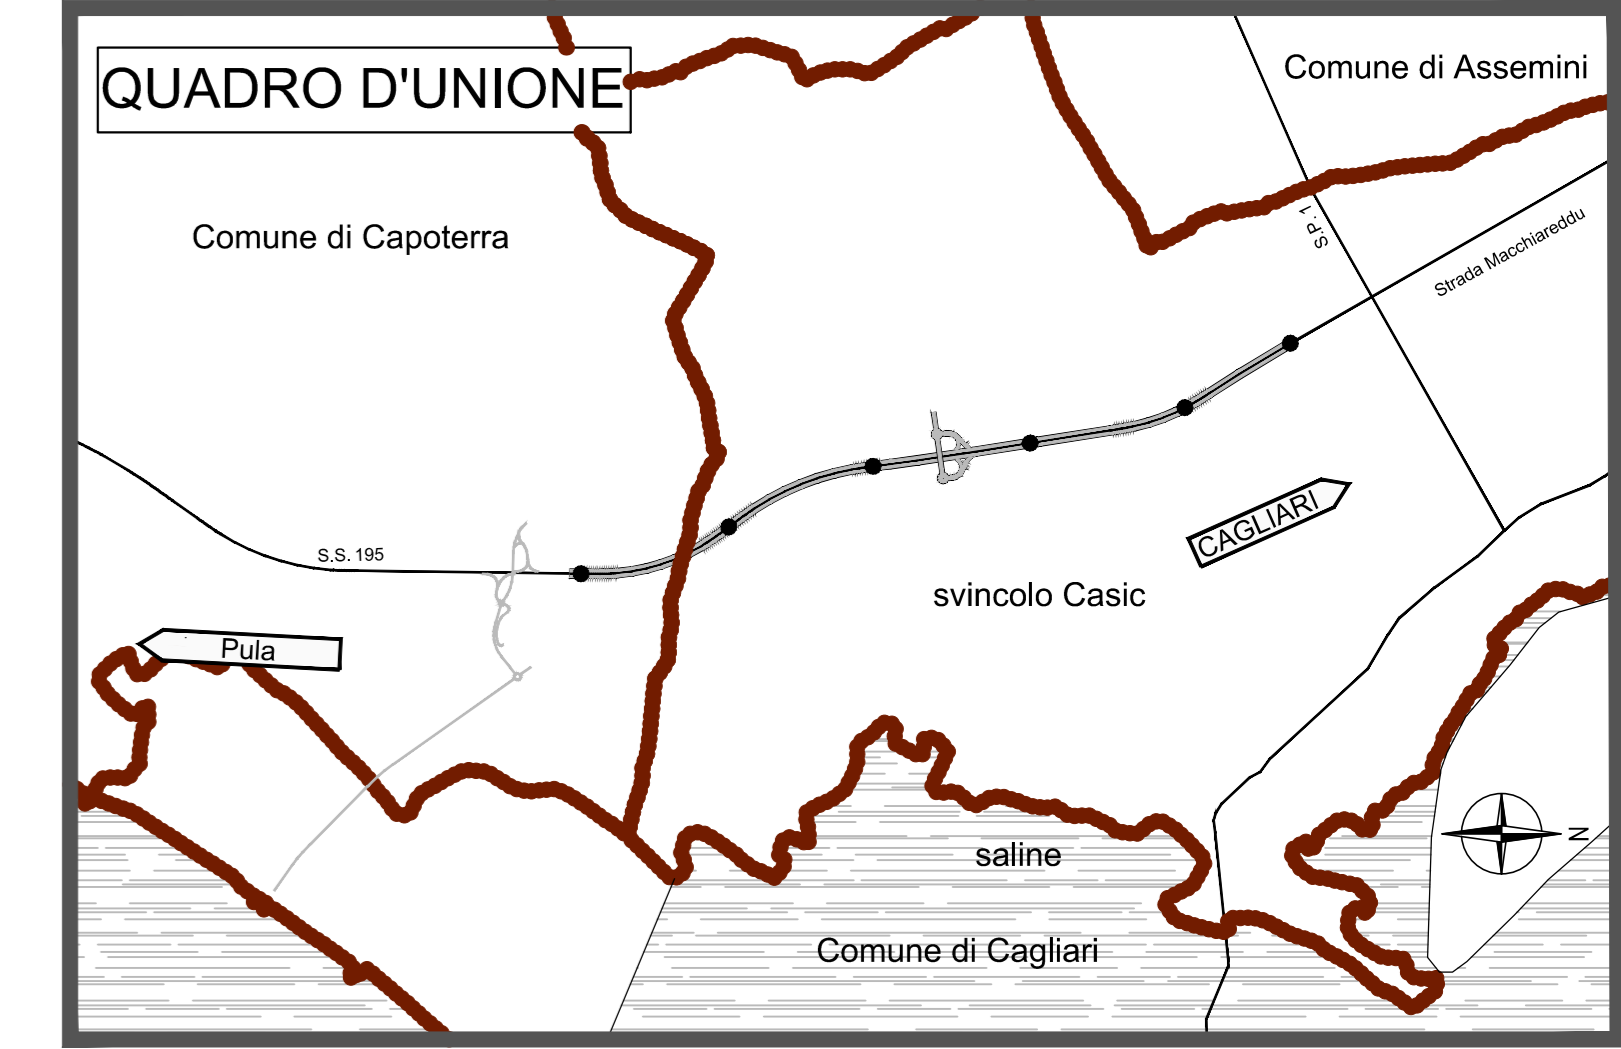 QUADRO D'UNIONE
Comune di Assemini
Comune di Capoterra
S.P. 1
Strada Macchiareddu
CAGLIARI
S.S. 195
svincolo Casic
Pula
saline
N
Comune di Cagliari